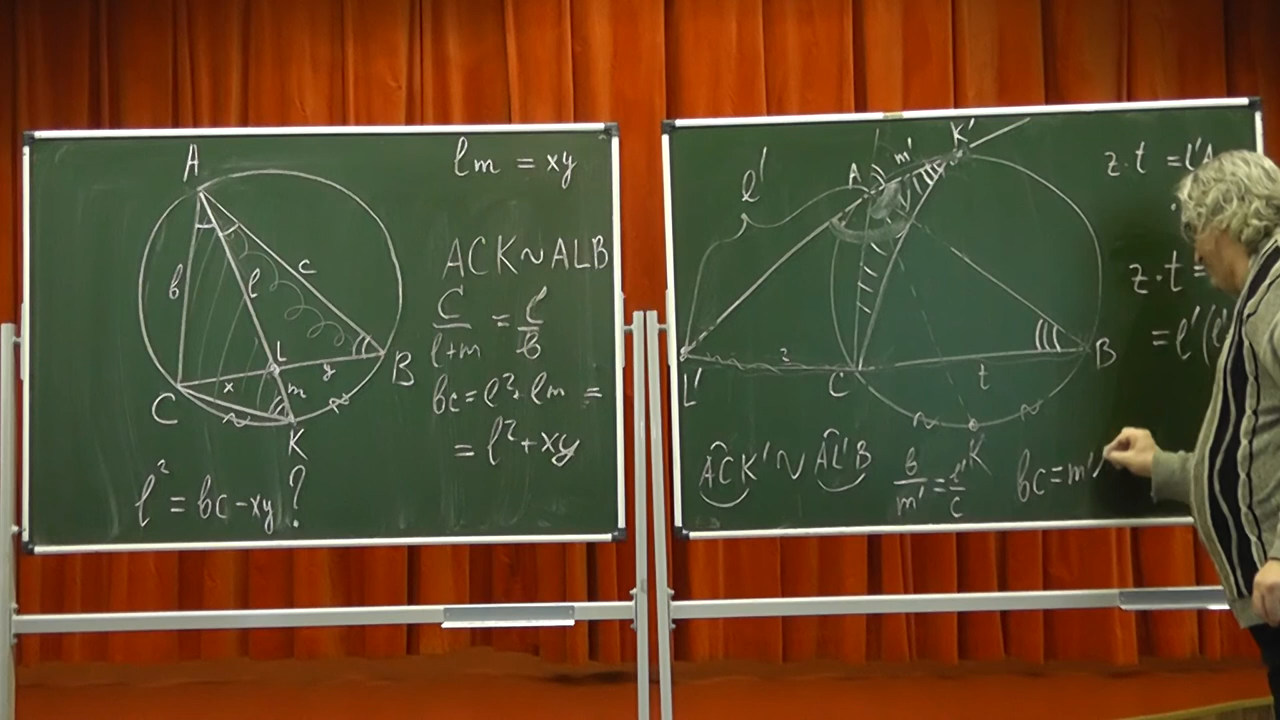 A
B
C
K
L
b
l
c
x
y
m
lm = xy
ACK ~ ALB
c/(l+m) = l/b
bc = l² + lm =
= l² + xy
l² = bc - xy ?
l'
A
m'
K'
L'
z
C
t
B
K
z·t = l'A
z·t =
= l'(l'
ACK' ~ AL'B
b/m' = l'/c
bc = m'